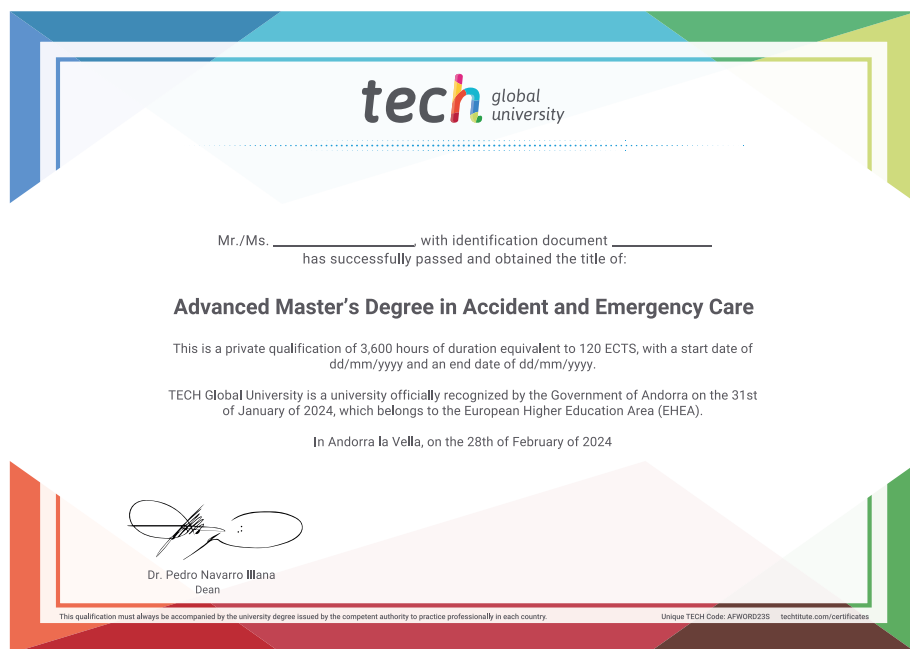 tech global university
Mr./Ms. ____________________, with identification document ______________
has successfully passed and obtained the title of:
Advanced Master's Degree in Accident and Emergency Care
This is a private qualification of 3,600 hours of duration equivalent to 120 ECTS, with a start date of
dd/mm/yyyy and an end date of dd/mm/yyyy.
TECH Global University is a university officially recognized by the Government of Andorra on the 31st
of January of 2024, which belongs to the European Higher Education Area (EHEA).
In Andorra la Vella, on the 28th of February of 2024
Dr. Pedro Navarro Illana
Dean
This qualification must always be accompanied by the university degree issued by the competent authority to practice professionally in each country.
Unique TECH Code: AFWORD23S techtitute.com/certificates